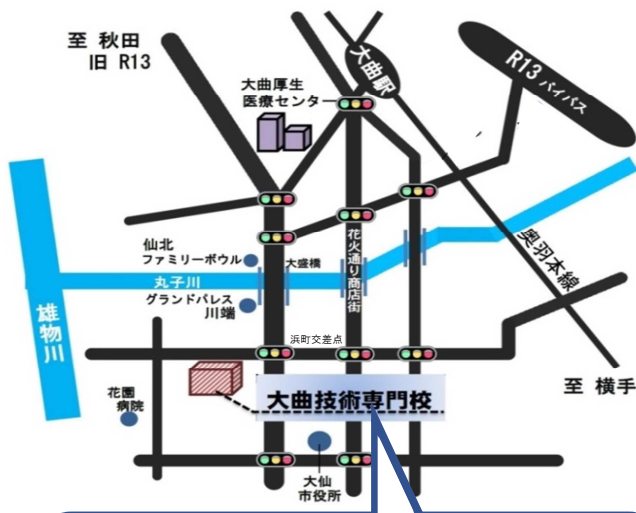 至 秋田
旧 R13
大曲駅
R13 バイパス
大曲厚生
医療センター
仙北
ファミリーボウル
大盛橋
花火通り商店街
丸子川
グランドパレス
川端
奥羽本線
雄物川
浜町交差点
至 横手
花園
病院
大曲技術専門校
大仙
市役所